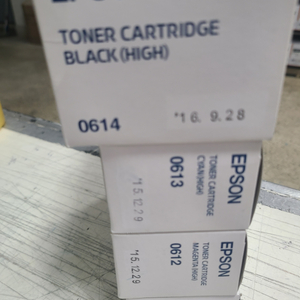 TONER CARTRIDGE
BLACK(HIGH)
0614
'16. 9.28
EPSON
TONER CARTRIDGE
CYAN(HIGH)
0613
'15.12.29
EPSON
TONER CARTRIDGE
MAGENTA(HIGH)
0612
'15.12.29